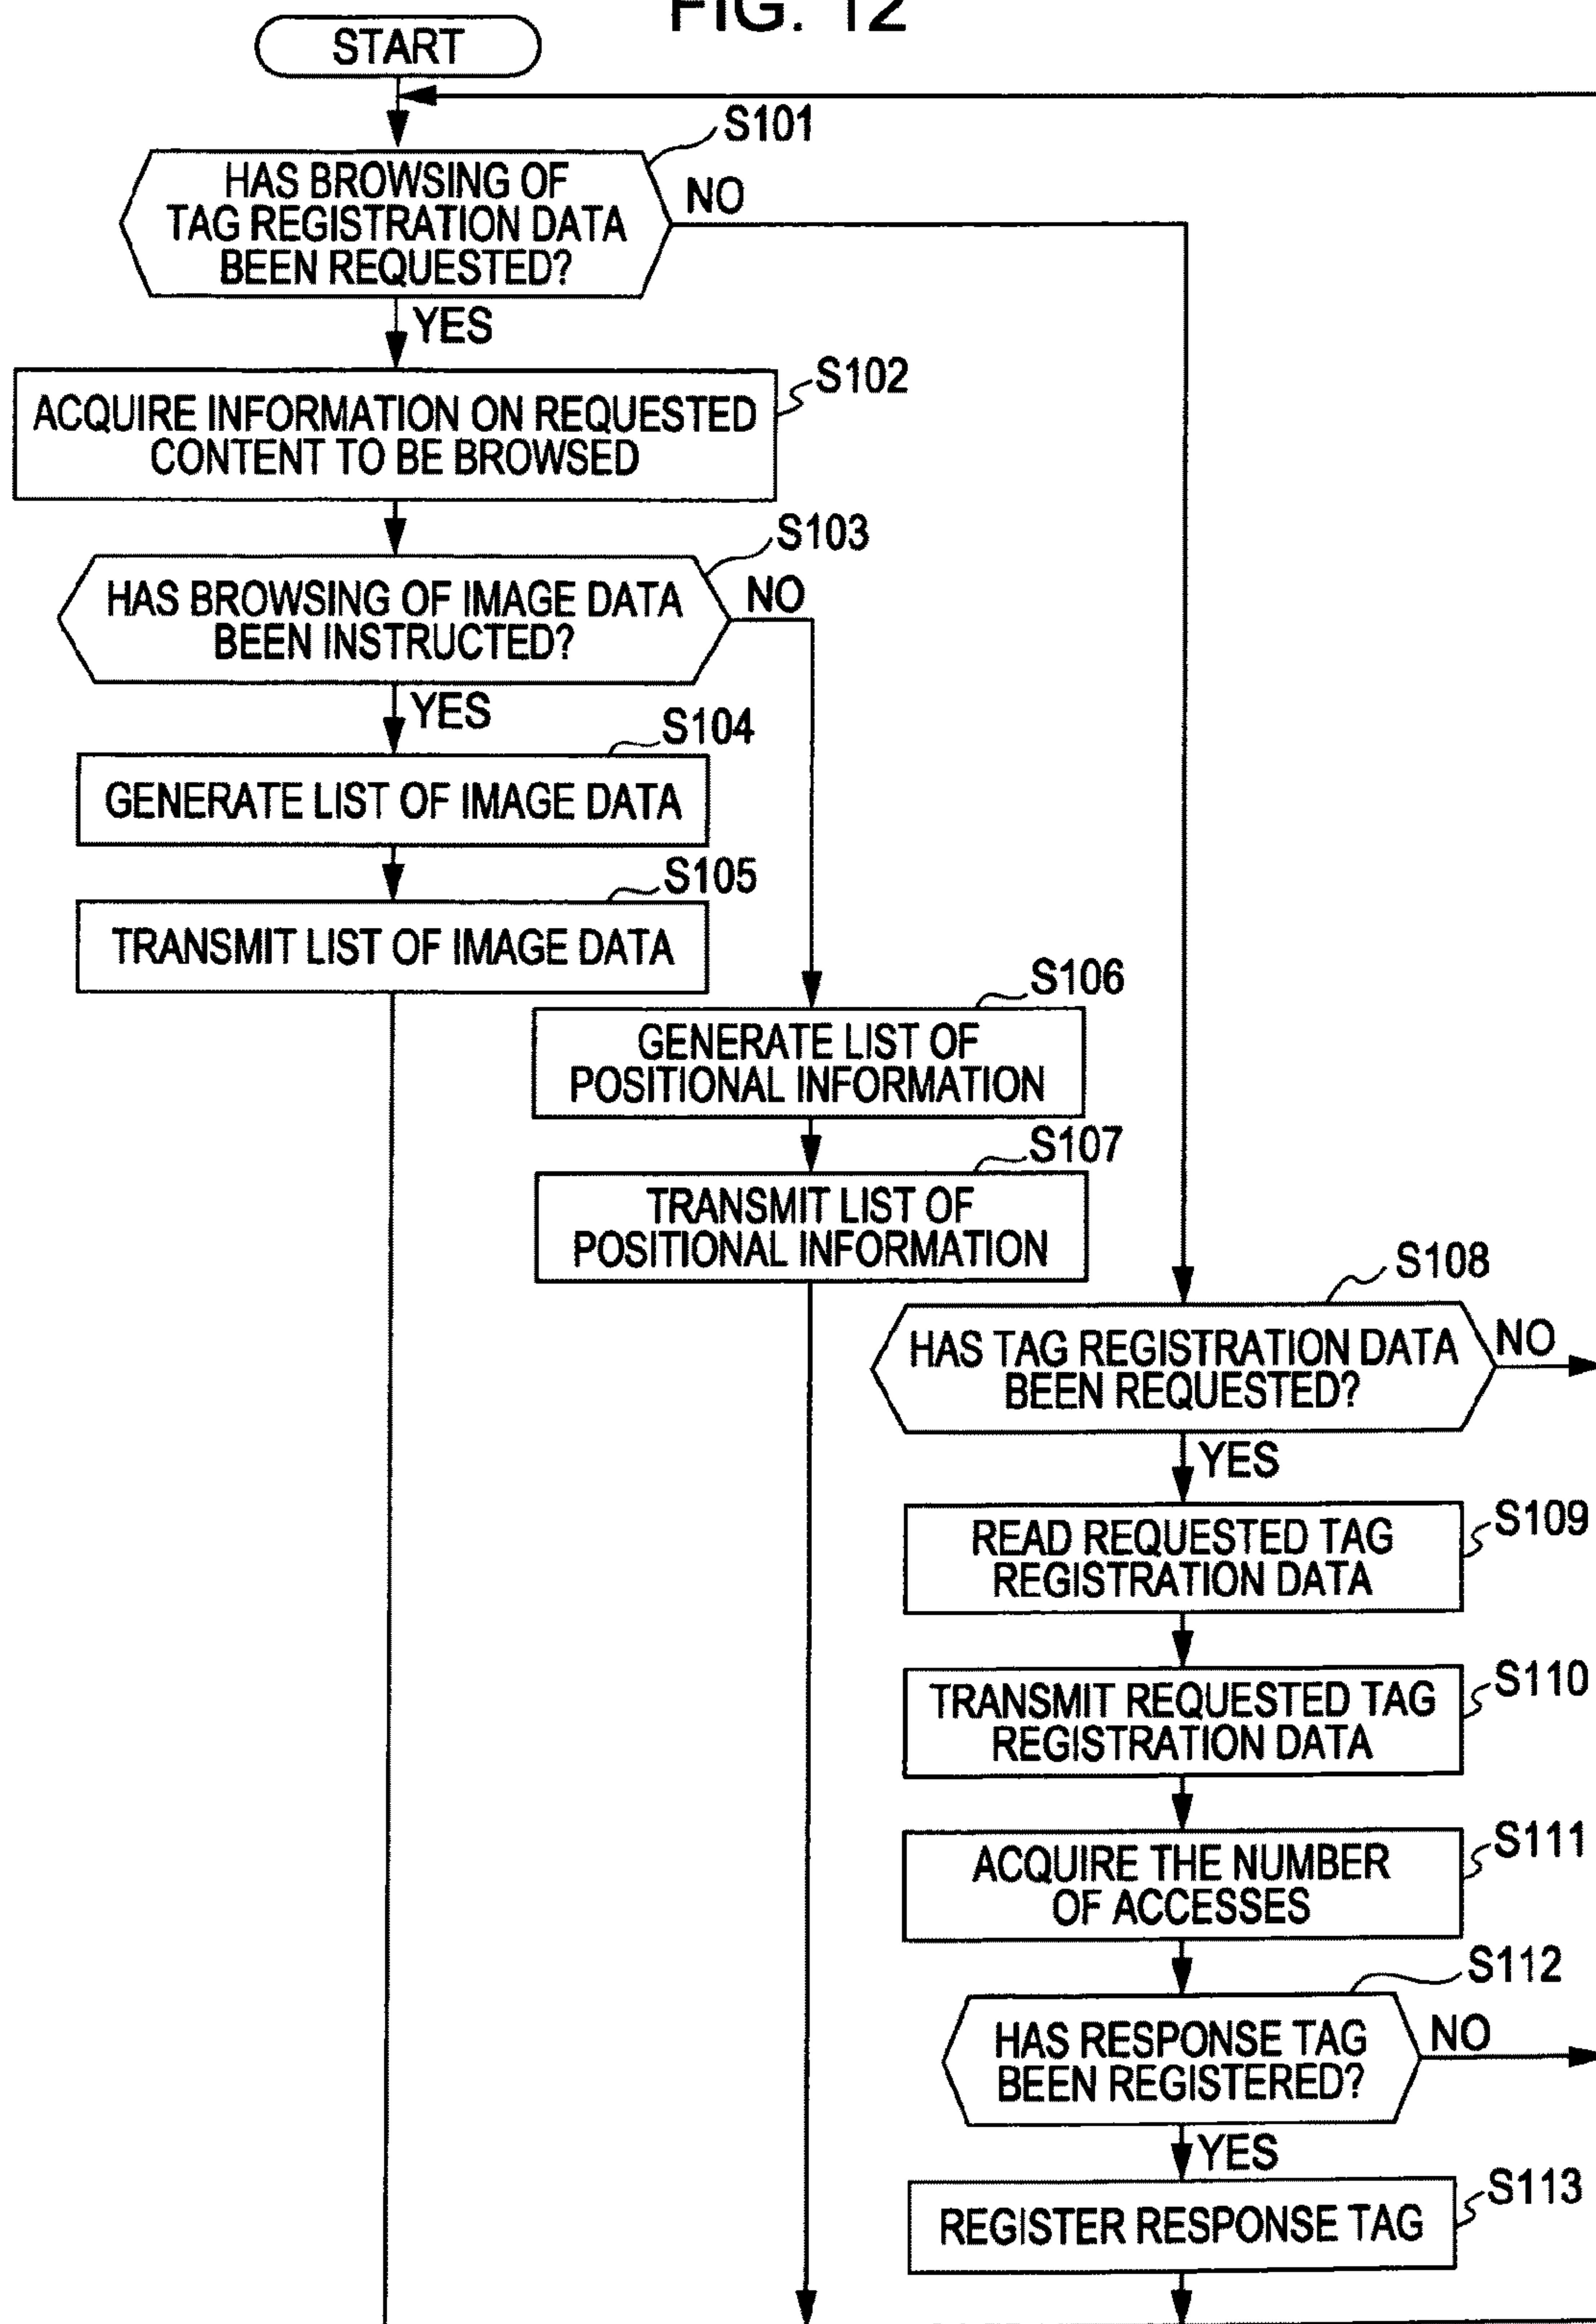 FIG. 12
START
S101
HAS BROWSING OF
TAG REGISTRATION DATA
BEEN REQUESTED?
NO
YES
S102
ACQUIRE INFORMATION ON REQUESTED
CONTENT TO BE BROWSED
S103
HAS BROWSING OF IMAGE DATA
BEEN INSTRUCTED?
NO
YES
S104
GENERATE LIST OF IMAGE DATA
S105
TRANSMIT LIST OF IMAGE DATA
S106
GENERATE LIST OF
POSITIONAL INFORMATION
S107
TRANSMIT LIST OF
POSITIONAL INFORMATION
S108
HAS TAG REGISTRATION DATA
BEEN REQUESTED?
NO
YES
S109
READ REQUESTED TAG
REGISTRATION DATA
S110
TRANSMIT REQUESTED TAG
REGISTRATION DATA
S111
ACQUIRE THE NUMBER
OF ACCESSES
S112
HAS RESPONSE TAG
BEEN REGISTERED?
NO
YES
S113
REGISTER RESPONSE TAG